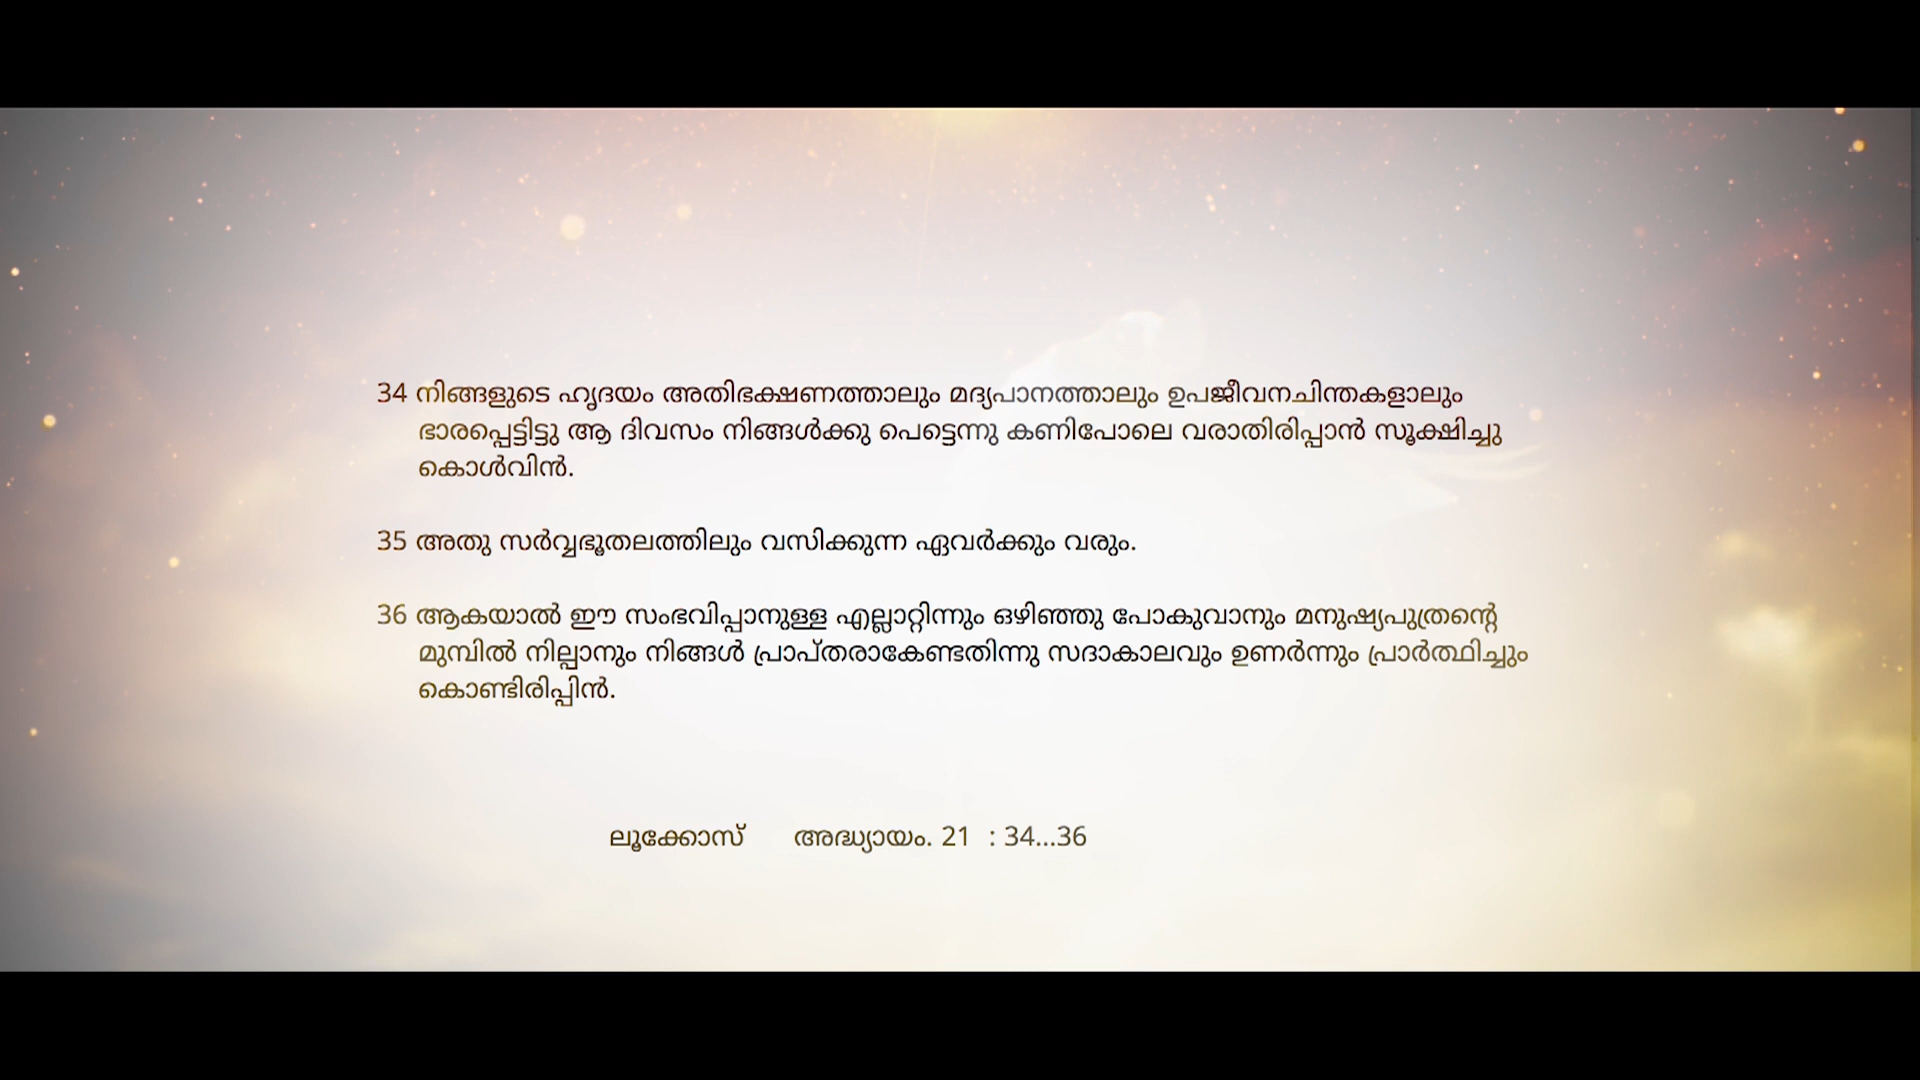 34 നിങ്ങളുടെ ഹൃദയം അതിഭക്ഷണത്താലും മദ്യപാനത്താലും ഉപജീവനചിന്തകളാലും
ഭാരപ്പെട്ടിട്ടു ആ ദിവസം നിങ്ങൾക്കു പെട്ടെന്നു കണിപോലെ വരാതിരിപ്പാൻ സൂക്ഷിച്ചു
കൊൾവിൻ.
35 അതു സർവ്വഭൂതലത്തിലും വസിക്കുന്ന ഏവർക്കും വരും.
36 ആകയാൽ ഈ സംഭവിപ്പാനുള്ള എല്ലാറ്റിന്നും ഒഴിഞ്ഞു പോകുവാനും മനുഷ്യപുത്രന്റെ
മുമ്പിൽ നില്പാനും നിങ്ങൾ പ്രാപ്തരാകേണ്ടതിന്നു സദാകാലവും ഉണർന്നും പ്രാർത്ഥിച്ചും
കൊണ്ടിരിപ്പിൻ.
ലൂക്കോസ് അദ്ധ്യായം. 21 : 34...36